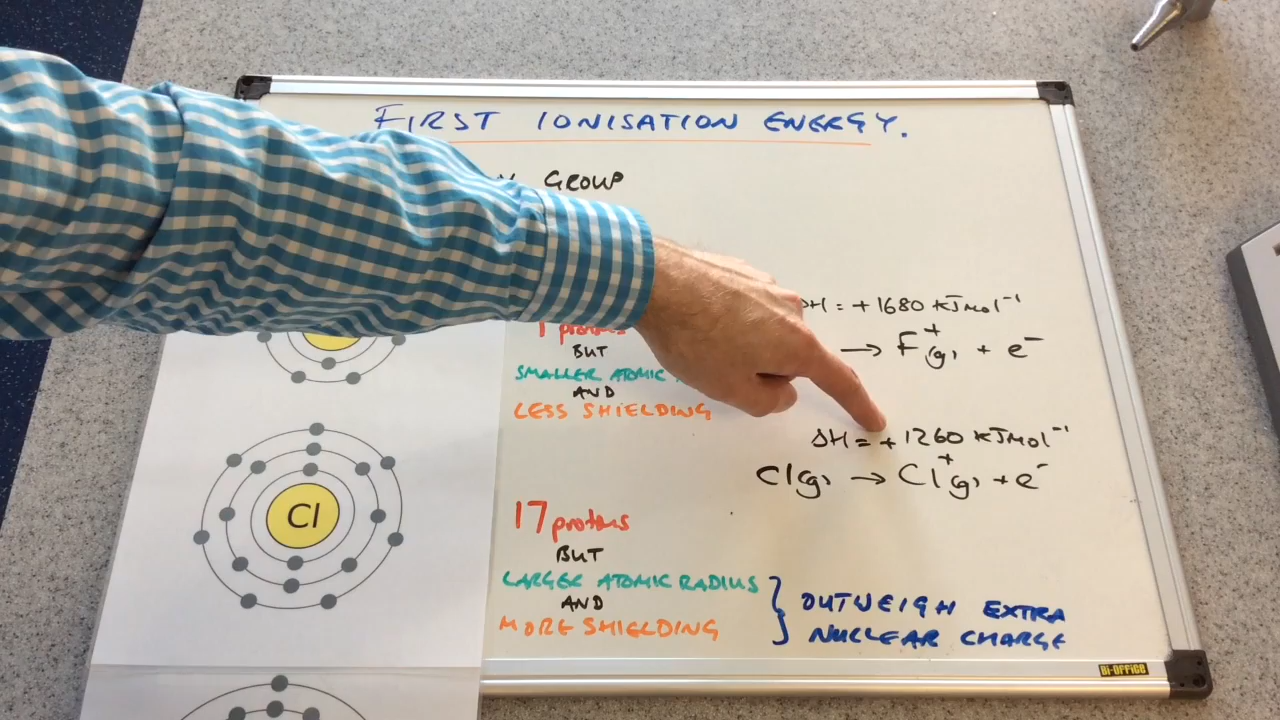 FIRST IONISATION ENERGY.
GROUP
ΔH = +1680 kJmol⁻¹
→ F⁺(g) + e⁻
protons
BUT
SMALLER ATOMIC
AND
LESS SHIELDING
ΔH = +1260 kJmol⁻¹
Cl(g) → Cl⁺(g) + e⁻
Cl
17 protons
BUT
LARGER ATOMIC RADIUS
AND
MORE SHIELDING
} OUTWEIGH EXTRA
NUCLEAR CHARGE
Bi-OFFICE